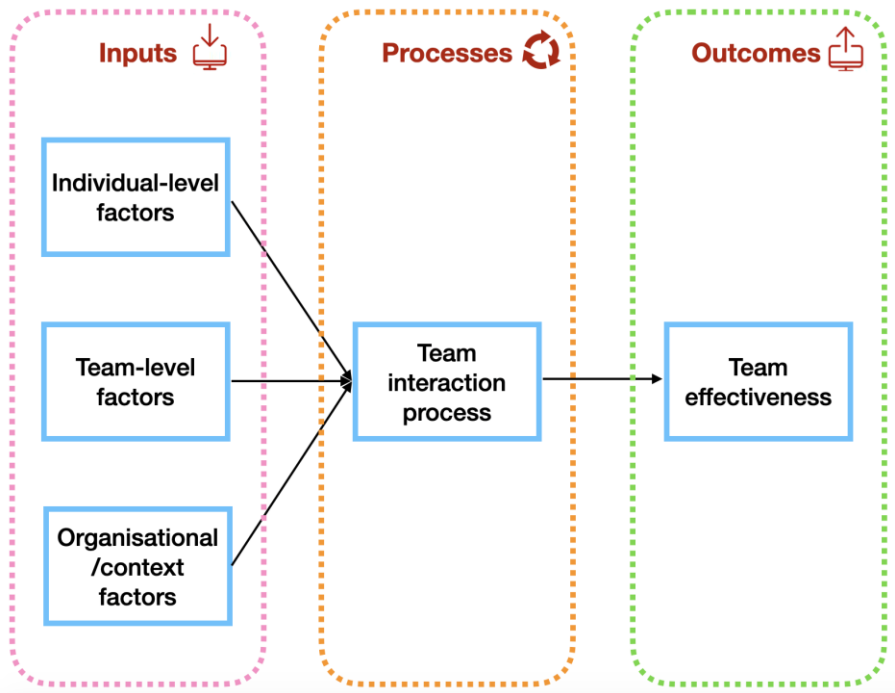 Inputs
Processes
Outcomes
Individual-level
factors
Team-level
factors
Organisational
/context
factors
Team
interaction
process
Team
effectiveness